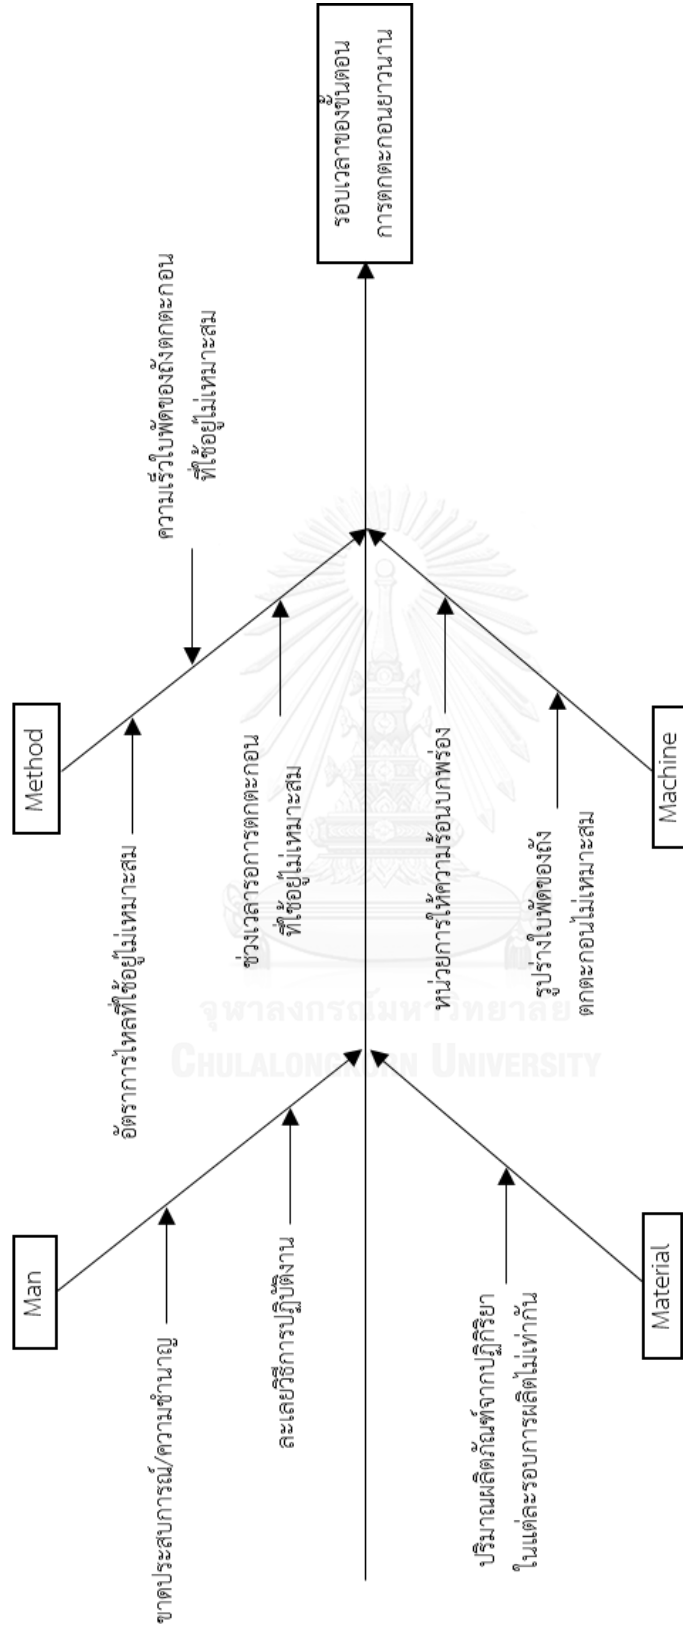 Man
ขาดประสบการณ์/ความชำนาญ
ละเลยวิธีการปฏิบัติงาน
Method
อัตราการไหลที่ใช้อยู่ไม่เหมาะสม
ความเร็วใบพัดของถังตกตะกอน
ที่ใช้อยู่ไม่เหมาะสม
ช่วงเวลารอการตกตะกอน
ที่ใช้อยู่ไม่เหมาะสม
รอบเวลาของขั้นตอน
การตกตะกอนยาวนาน
Material
ปริมาณผลิตภัณฑ์จากปฏิกิริยา
ในแต่ละรอบการผลิตไม่เท่ากัน
Machine
หน่วยการให้ความร้อนบกพร่อง
รูปร่างใบพัดของถัง
ตกตะกอนไม่เหมาะสม
จุฬาลงกรณ์มหาวิทยาลัย
CHULALONGKORN UNIVERSITY